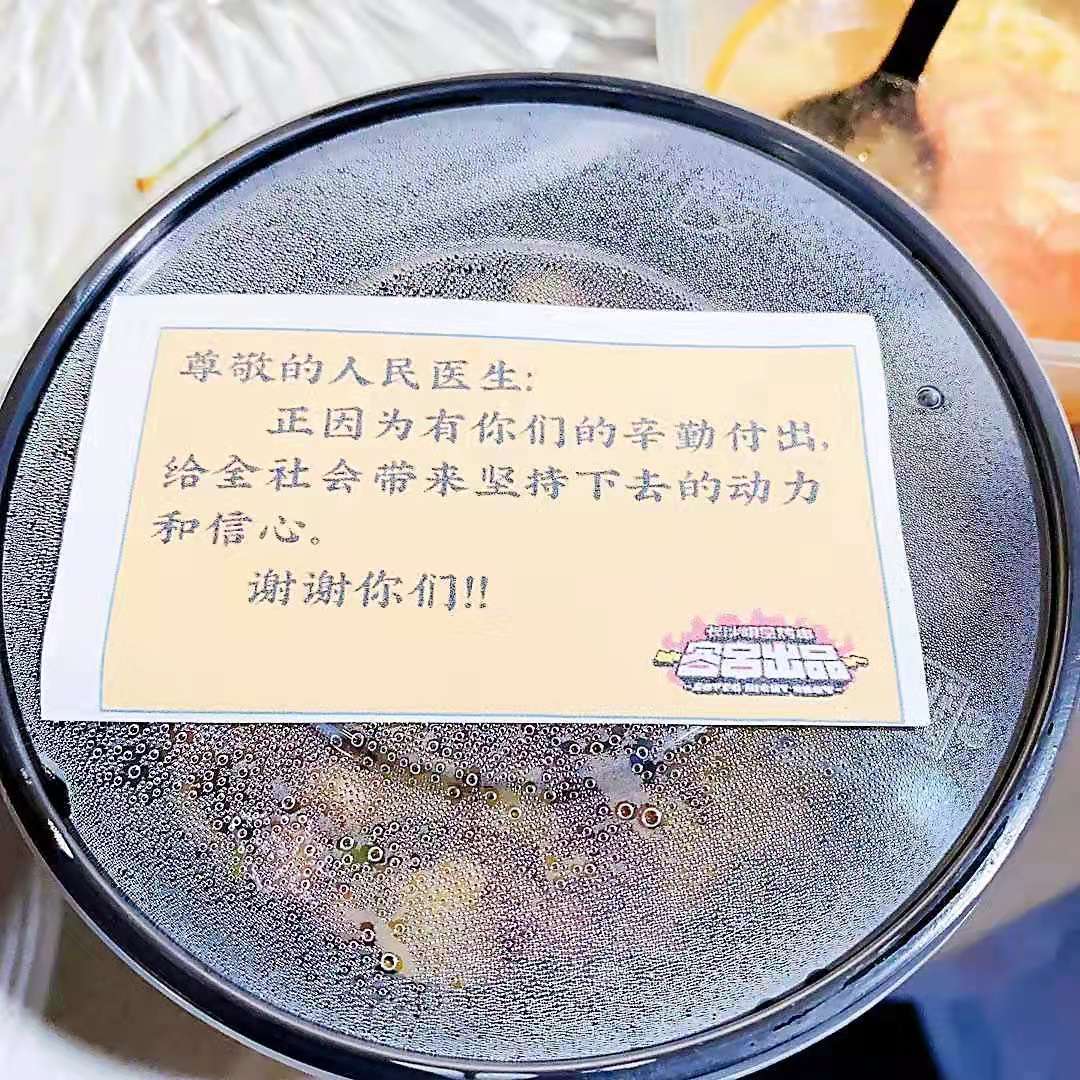 尊敬的人民医生:
正因为有你们的辛勤付出,
给全社会带来坚持下去的动力
和信心。
谢谢你们!!
出品